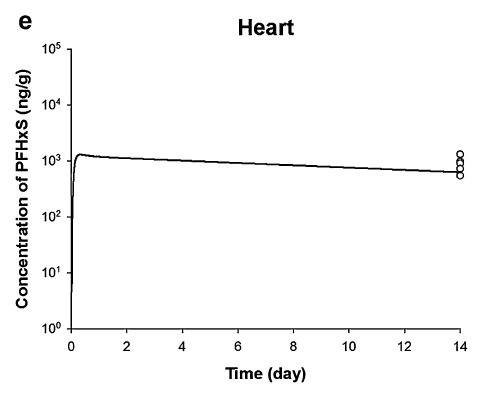 e
Heart
Concentration of PFHxS (ng/g)
10⁵
10⁴
10³
10²
10¹
10⁰
0 2 4 6 8 10 12 14
Time (day)